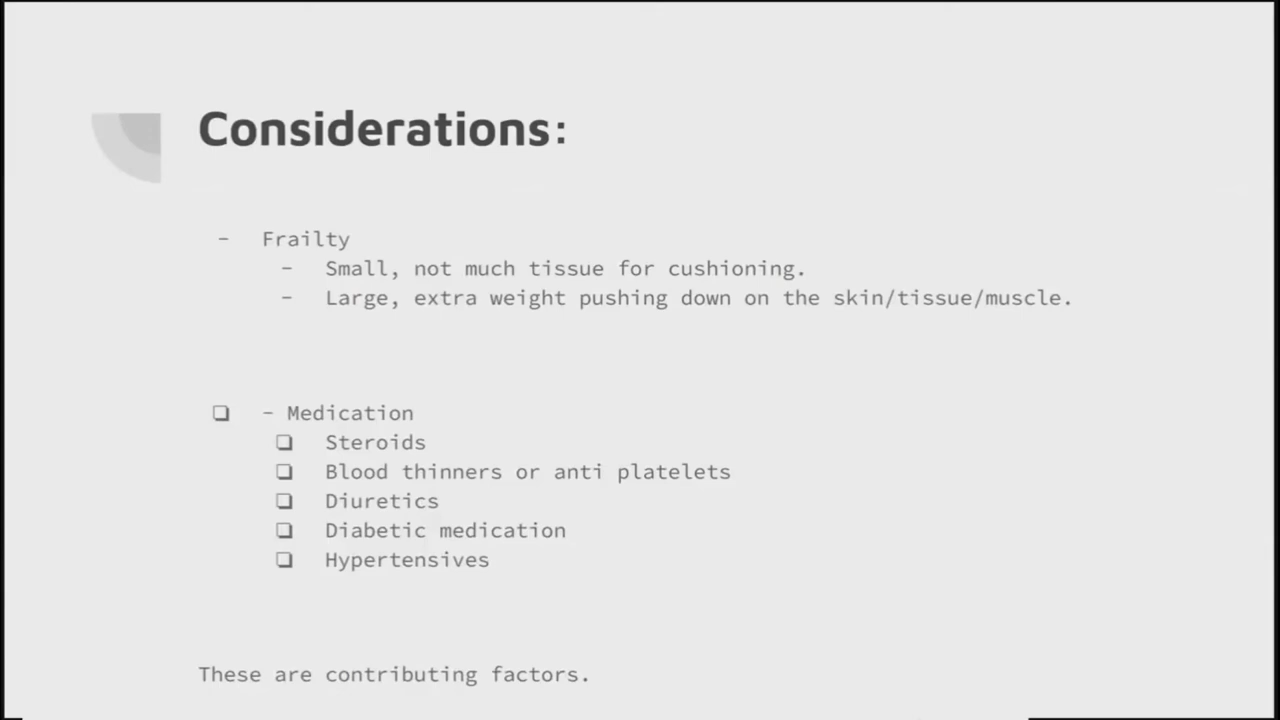 Considerations:
- Frailty
- Small, not much tissue for cushioning.
- Large, extra weight pushing down on the skin/tissue/muscle.
❏ - Medication
❏ Steroids
❏ Blood thinners or anti platelets
❏ Diuretics
❏ Diabetic medication
❏ Hypertensives
These are contributing factors.